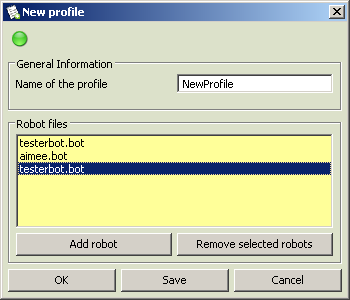 New profile
General Information
Name of the profile NewProfile
Robot files
testerbot.bot
aimee.bot
testerbot.bot
Add robot Remove selected robots
OK Save Cancel